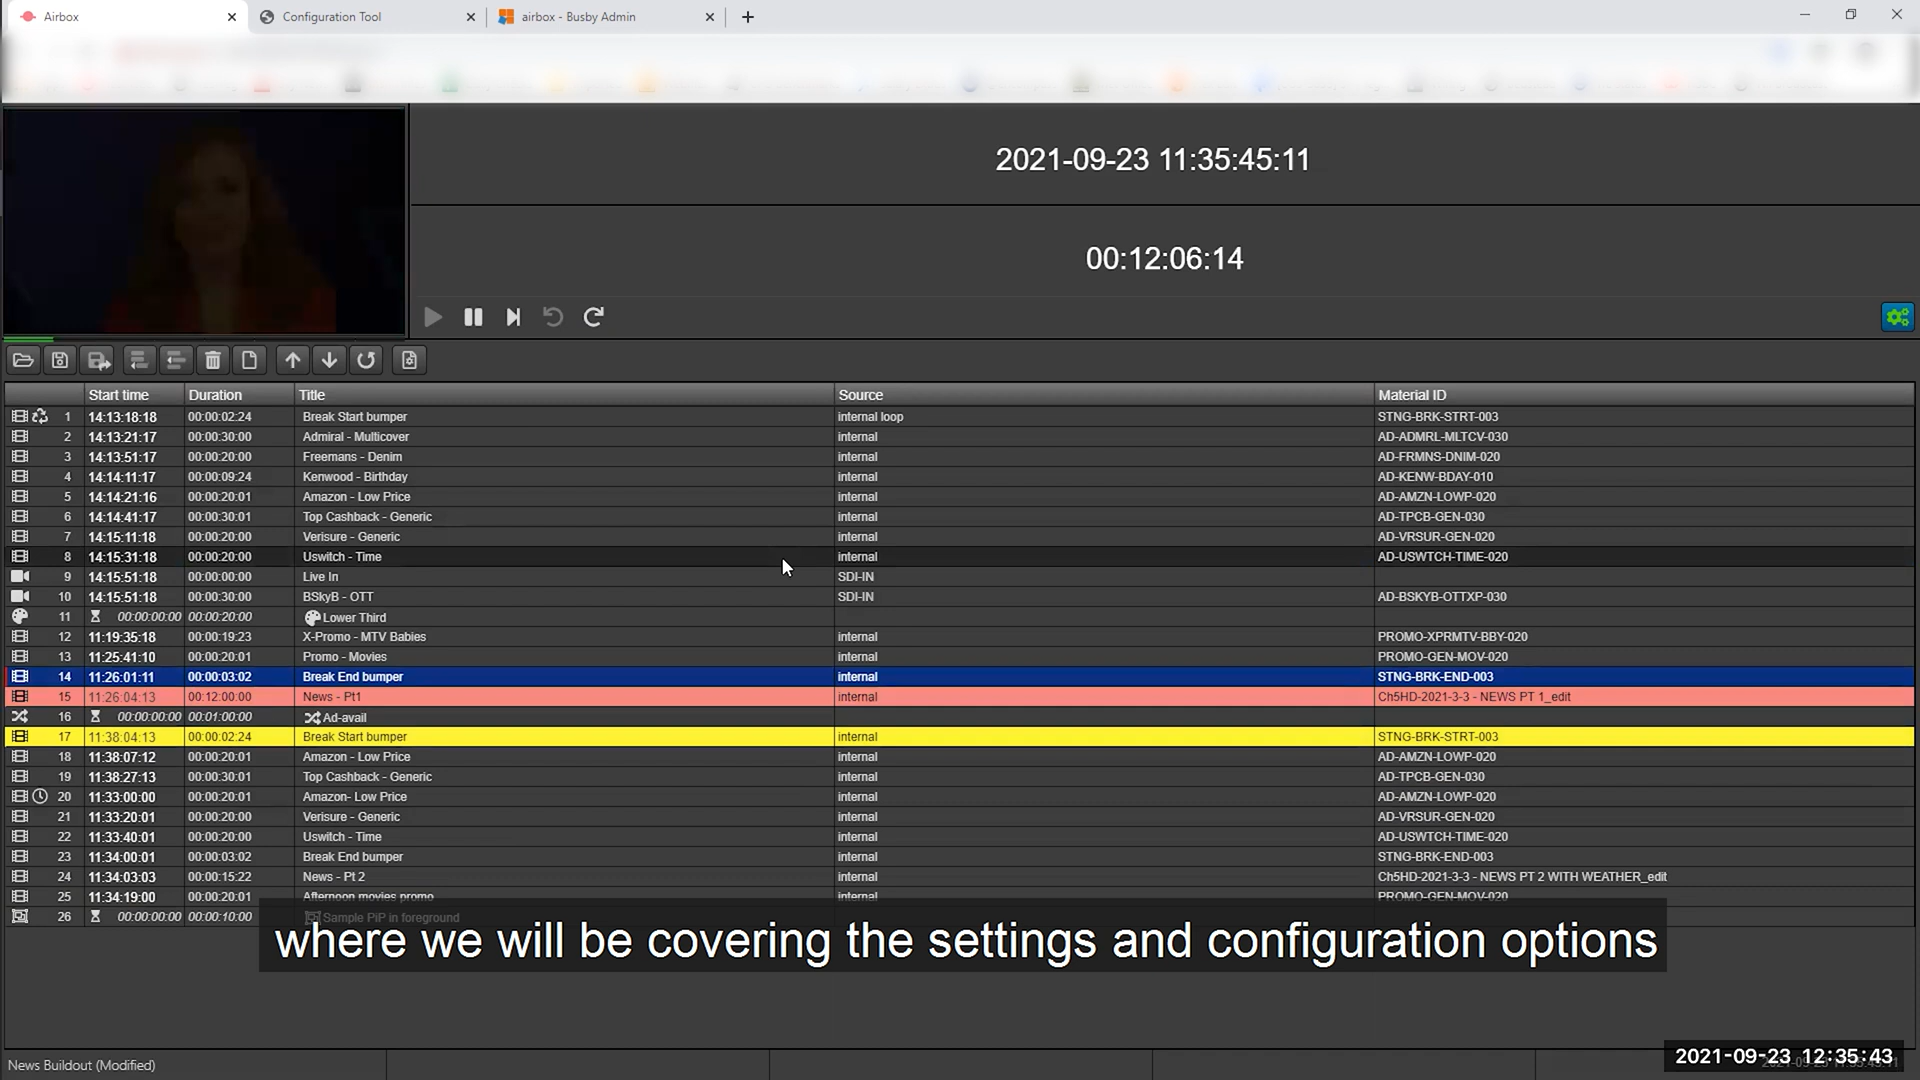 Airbox
Configuration Tool
airbox - Busby Admin
2021-09-23 11:35:45:11
00:12:06:14
Start time Duration Title Source Material ID
1 14:13:18:18 00:00:02:24 Break Start bumper internal loop STNG-BRK-STRT-003
2 14:13:21:17 00:00:30:00 Admiral - Multicover internal AD-ADMRL-MLTCV-030
3 14:13:51:17 00:00:20:00 Freemans - Denim internal AD-FRMNS-DNIM-020
4 14:14:11:17 00:00:09:24 Kenwood - Birthday internal AD-KENW-BDAY-010
5 14:14:21:16 00:00:20:01 Amazon - Low Price internal AD-AMZN-LOWP-020
6 14:14:41:17 00:00:30:01 Top Cashback - Generic internal AD-TPCB-GEN-030
7 14:15:11:18 00:00:20:00 Verisure - Generic internal AD-VRSUR-GEN-020
8 14:15:31:18 00:00:20:00 Uswitch - Time internal AD-USWTCH-TIME-020
9 14:15:51:18 00:00:00:00 Live In SDI-IN
10 14:15:51:18 00:00:30:00 BSkyB - OTT SDI-IN AD-BSKYB-OTTXP-030
11 00:00:00:00 00:00:20:00 Lower Third
12 11:19:35:18 00:00:19:23 X-Promo - MTV Babies internal PROMO-XPRMTV-BBY-020
13 11:25:41:10 00:00:20:01 Promo - Movies internal PROMO-GEN-MOV-020
14 11:26:01:11 00:00:03:02 Break End bumper internal STNG-BRK-END-003
15 11:26:04:13 00:12:00:00 News - Pt1 internal Ch5HD-2021-3-3 - NEWS PT 1_edit
16 00:00:00:00 00:01:00:00 Ad-avail
17 11:38:04:13 00:00:02:24 Break Start bumper internal STNG-BRK-STRT-003
18 11:38:07:12 00:00:20:01 Amazon - Low Price internal AD-AMZN-LOWP-020
19 11:38:27:13 00:00:30:01 Top Cashback - Generic internal AD-TPCB-GEN-030
20 11:33:00:00 00:00:20:01 Amazon- Low Price internal AD-AMZN-LOWP-020
21 11:33:20:01 00:00:20:00 Verisure - Generic internal AD-VRSUR-GEN-020
22 11:33:40:01 00:00:20:00 Uswitch - Time internal AD-USWTCH-TIME-020
23 11:34:00:01 00:00:03:02 Break End bumper internal STNG-BRK-END-003
24 11:34:03:03 00:00:15:22 News - Pt 2 internal Ch5HD-2021-3-3 - NEWS PT 2 WITH WEATHER_edit
25 11:34:19:00 00:00:20:01 Afternoon movies promo internal PROMO-GEN-MOV-020
26 00:00:00:00 00:00:10:00 Sample PiP in foreground
where we will be covering the settings and configuration options
News Buildout (Modified)
2021-09-23 12:35:43